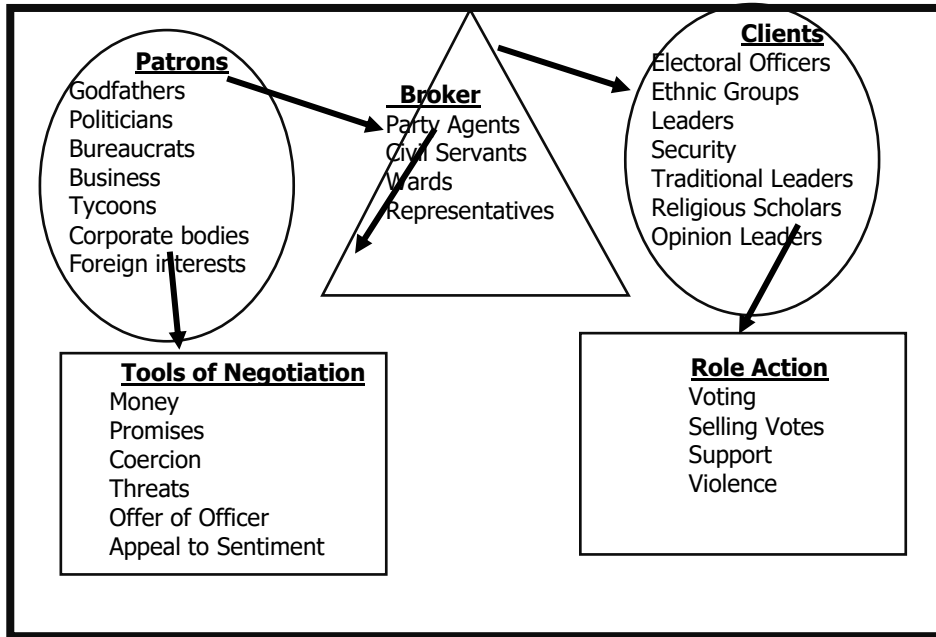 Patrons
Godfathers
Politicians
Bureaucrats
Business
Tycoons
Corporate bodies
Foreign interests
Broker
Party Agents
Civil Servants
Wards
Representatives
Clients
Electoral Officers
Ethnic Groups
Leaders
Security
Traditional Leaders
Religious Scholars
Opinion Leaders
Tools of Negotiation
Money
Promises
Coercion
Threats
Offer of Officer
Appeal to Sentiment
Role Action
Voting
Selling Votes
Support
Violence